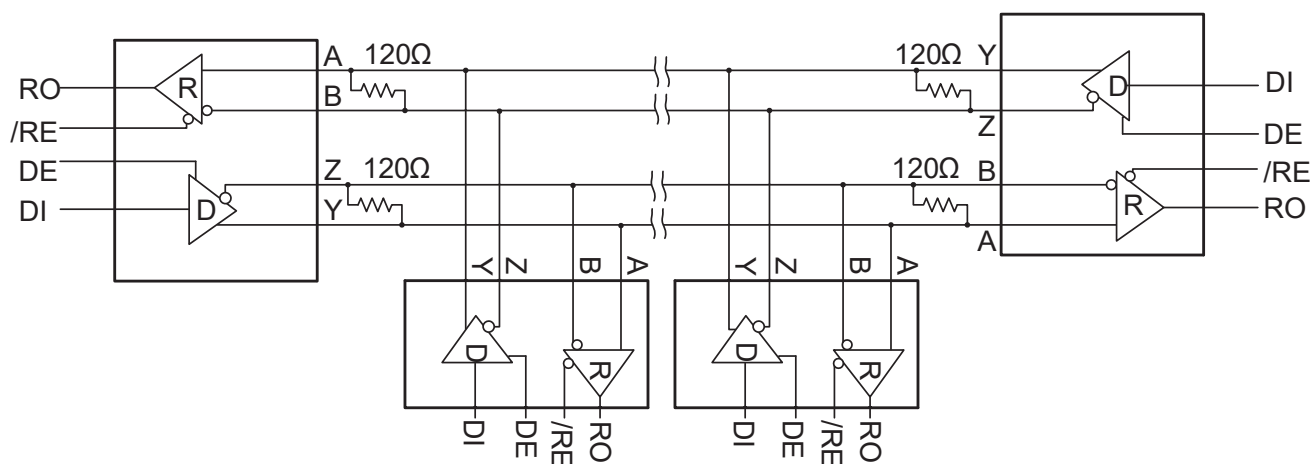 A 120Ω
120Ω Y
RO R
B
D DI
/RE
Z
DE
DE
Z 120Ω
120Ω B
/RE
DI D
Y
R RO
A
Y Z B A
Y Z B A
D R
D R
DI DE /RE RO
DI DE /RE RO